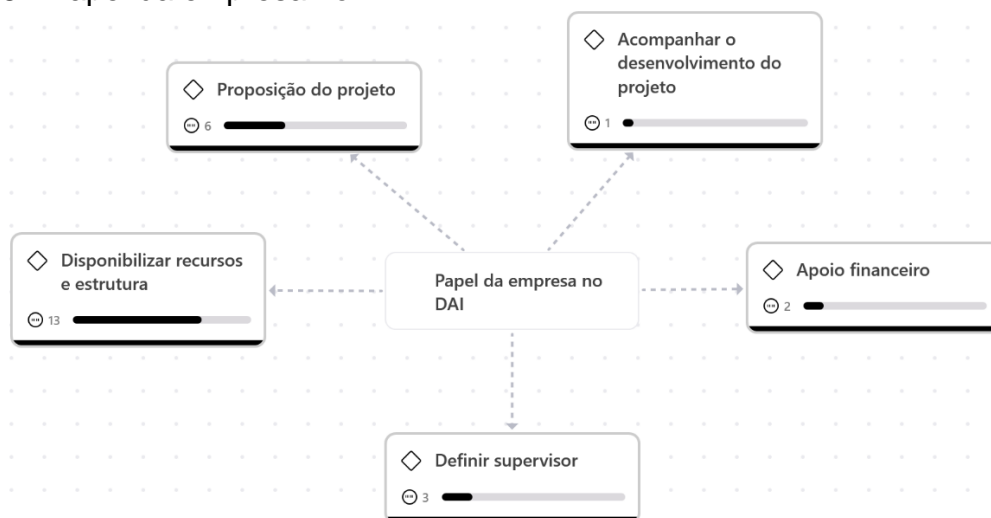 Proposição do projeto
6
Acompanhar o
desenvolvimento do
projeto
1
Disponibilizar recursos
e estrutura
13
Papel da empresa no
DAI
Apoio financeiro
2
Definir supervisor
3